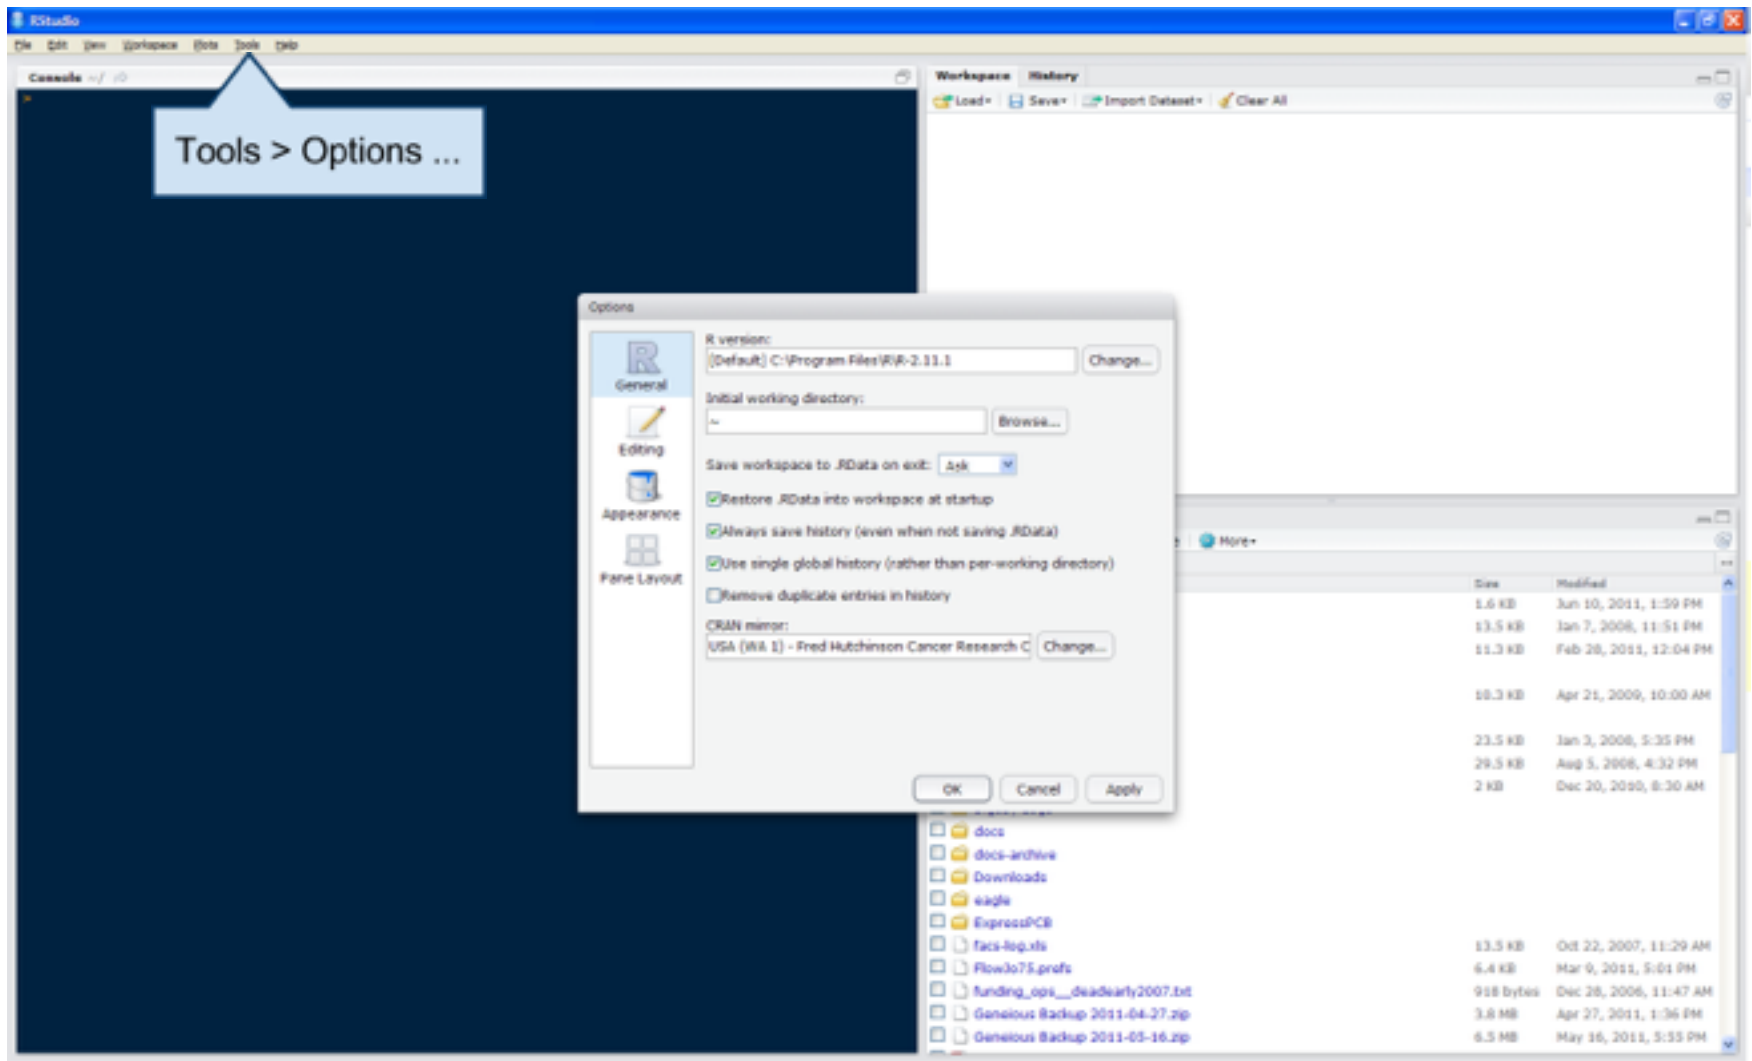 RStudio
File Edit View Workspace Plots Tools Help
Console ~/
>
Tools > Options ...
Workspace History
Load Save Import Dataset Clear All
Options
R version:
[Default] C:\Program Files\R\R-2.11.1 Change...
General
Initial working directory:
~ Browse...
Editing
Save workspace to .RData on exit: Ask
Restore .RData into workspace at startup
Appearance
Always save history (even when not saving .RData)
Use single global history (rather than per-working directory)
Pane Layout
Remove duplicate entries in history
CRAN mirror:
USA (WA 1) - Fred Hutchinson Cancer Research C Change...
OK Cancel Apply
More
Size Modified
1.6 KB Jun 10, 2011, 1:59 PM
13.5 KB Jan 7, 2008, 11:51 PM
11.3 KB Feb 28, 2011, 12:04 PM
10.3 KB Apr 21, 2009, 10:00 AM
23.5 KB Jan 3, 2008, 5:35 PM
29.5 KB Aug 5, 2008, 4:32 PM
2 KB Dec 20, 2010, 8:30 AM
docs
docs-archive
Downloads
eagle
ExpressPCB
facs-log.xls 13.5 KB Oct 22, 2007, 11:29 AM
FlowJo75.prefs 6.4 KB Mar 9, 2011, 5:01 PM
funding_ops__deadearly2007.txt 918 bytes Dec 28, 2006, 11:47 AM
Geneious Backup 2011-04-27.zip 3.8 MB Apr 27, 2011, 1:36 PM
Geneious Backup 2011-05-16.zip 6.5 MB May 16, 2011, 5:55 PM